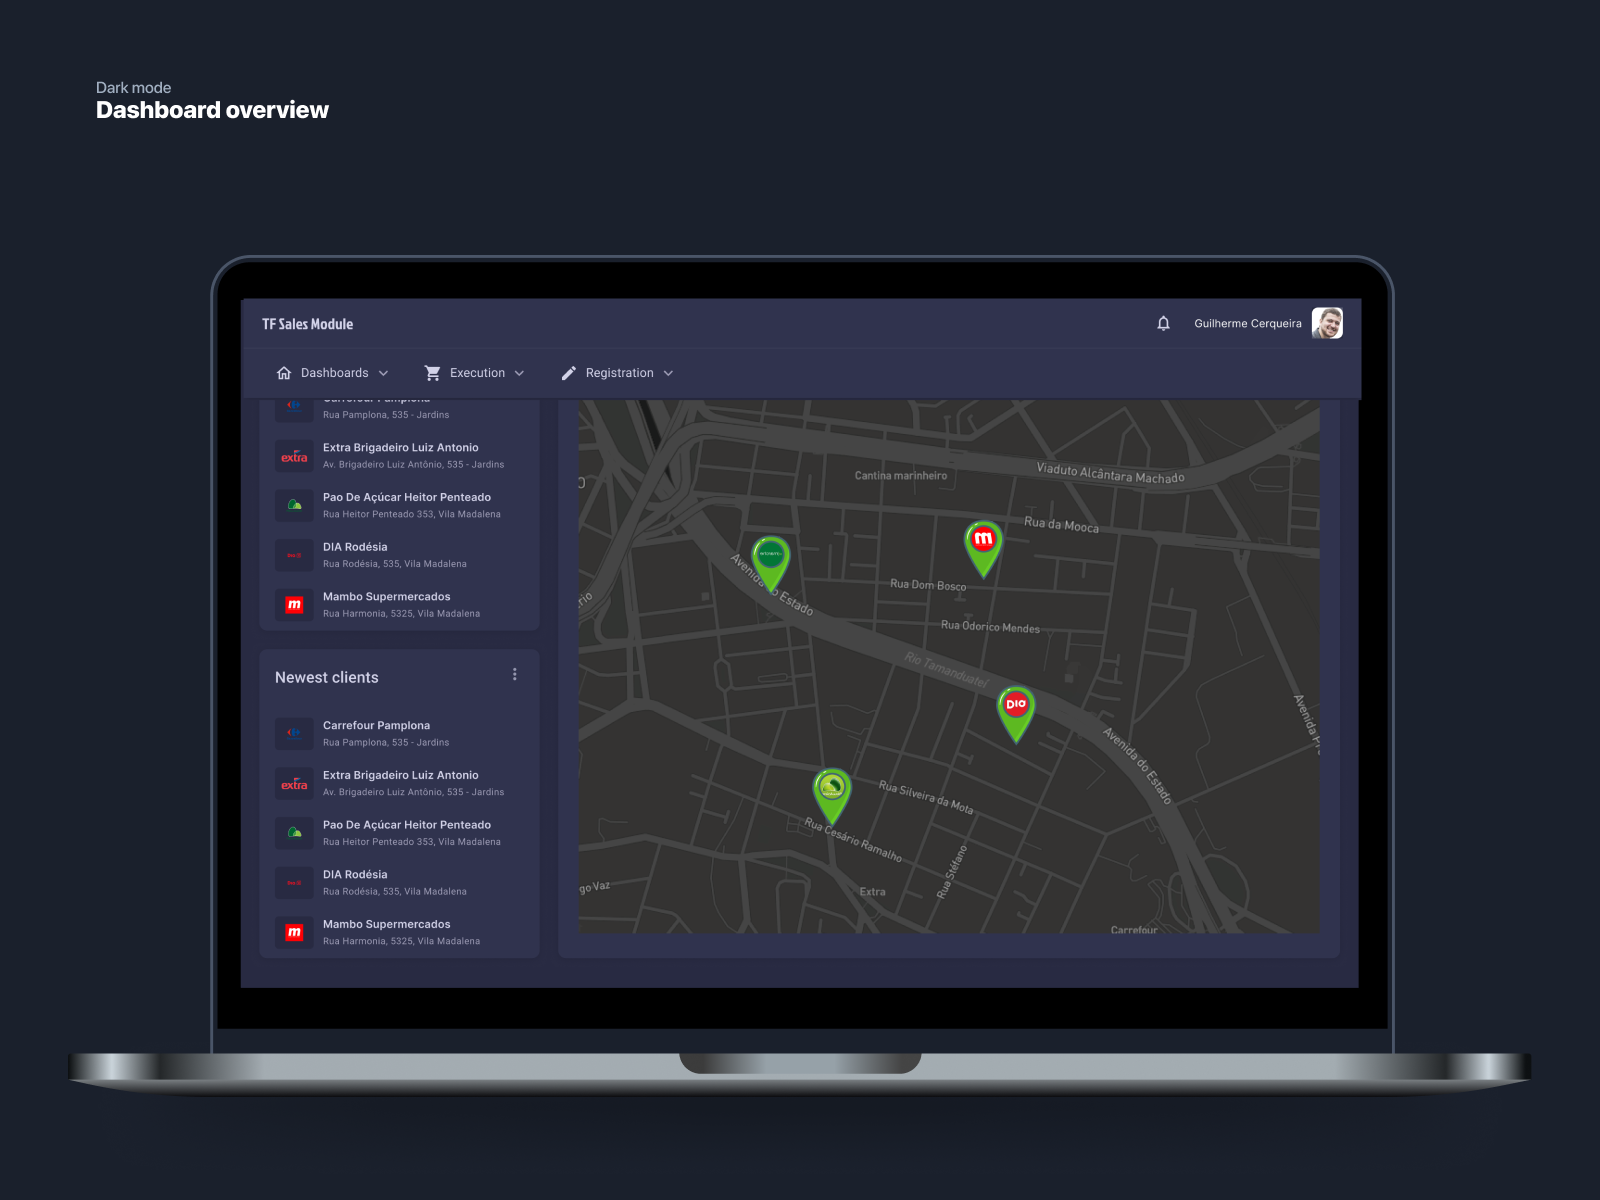 Dark mode
Dashboard overview
TF Sales Module
Guilherme Cerqueira
Dashboards
Execution
Registration
Carrefour Pamplona
Rua Pamplona, 535 - Jardins
extra
Extra Brigadeiro Luiz Antonio
Av. Brigadeiro Luiz Antônio, 535 - Jardins
Pao De Açúcar Heitor Penteado
Rua Heitor Penteado 353, Vila Madalena
DIA Rodésia
Rua Rodésia, 535, Vila Madalena
m
Mambo Supermercados
Rua Harmonia, 5325, Vila Madalena
Newest clients
Carrefour Pamplona
Rua Pamplona, 535 - Jardins
extra
Extra Brigadeiro Luiz Antonio
Av. Brigadeiro Luiz Antônio, 535 - Jardins
Pao De Açúcar Heitor Penteado
Rua Heitor Penteado 353, Vila Madalena
DIA Rodésia
Rua Rodésia, 535, Vila Madalena
m
Mambo Supermercados
Rua Harmonia, 5325, Vila Madalena
Cantina marinheiro
Viaduto Alcântara Machado
Rua da Mooca
m
Avenida do Estado
Rua Dom Bosco
Rua Odorico Mendes
Rio Tamanduateí
DIA
Avenida do Estado
Avenida Pr
Rua Silveira da Mota
Rua Cesário Ramalho
Rua Stéfano
Extra
go Vaz
Carrefour